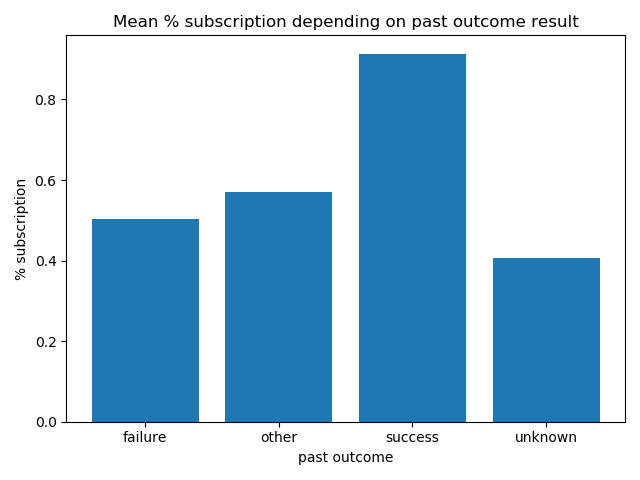 Mean % subscription depending on past outcome result
% subscription
0.8
0.6
0.4
0.2
0.0
failure other success unknown
past outcome